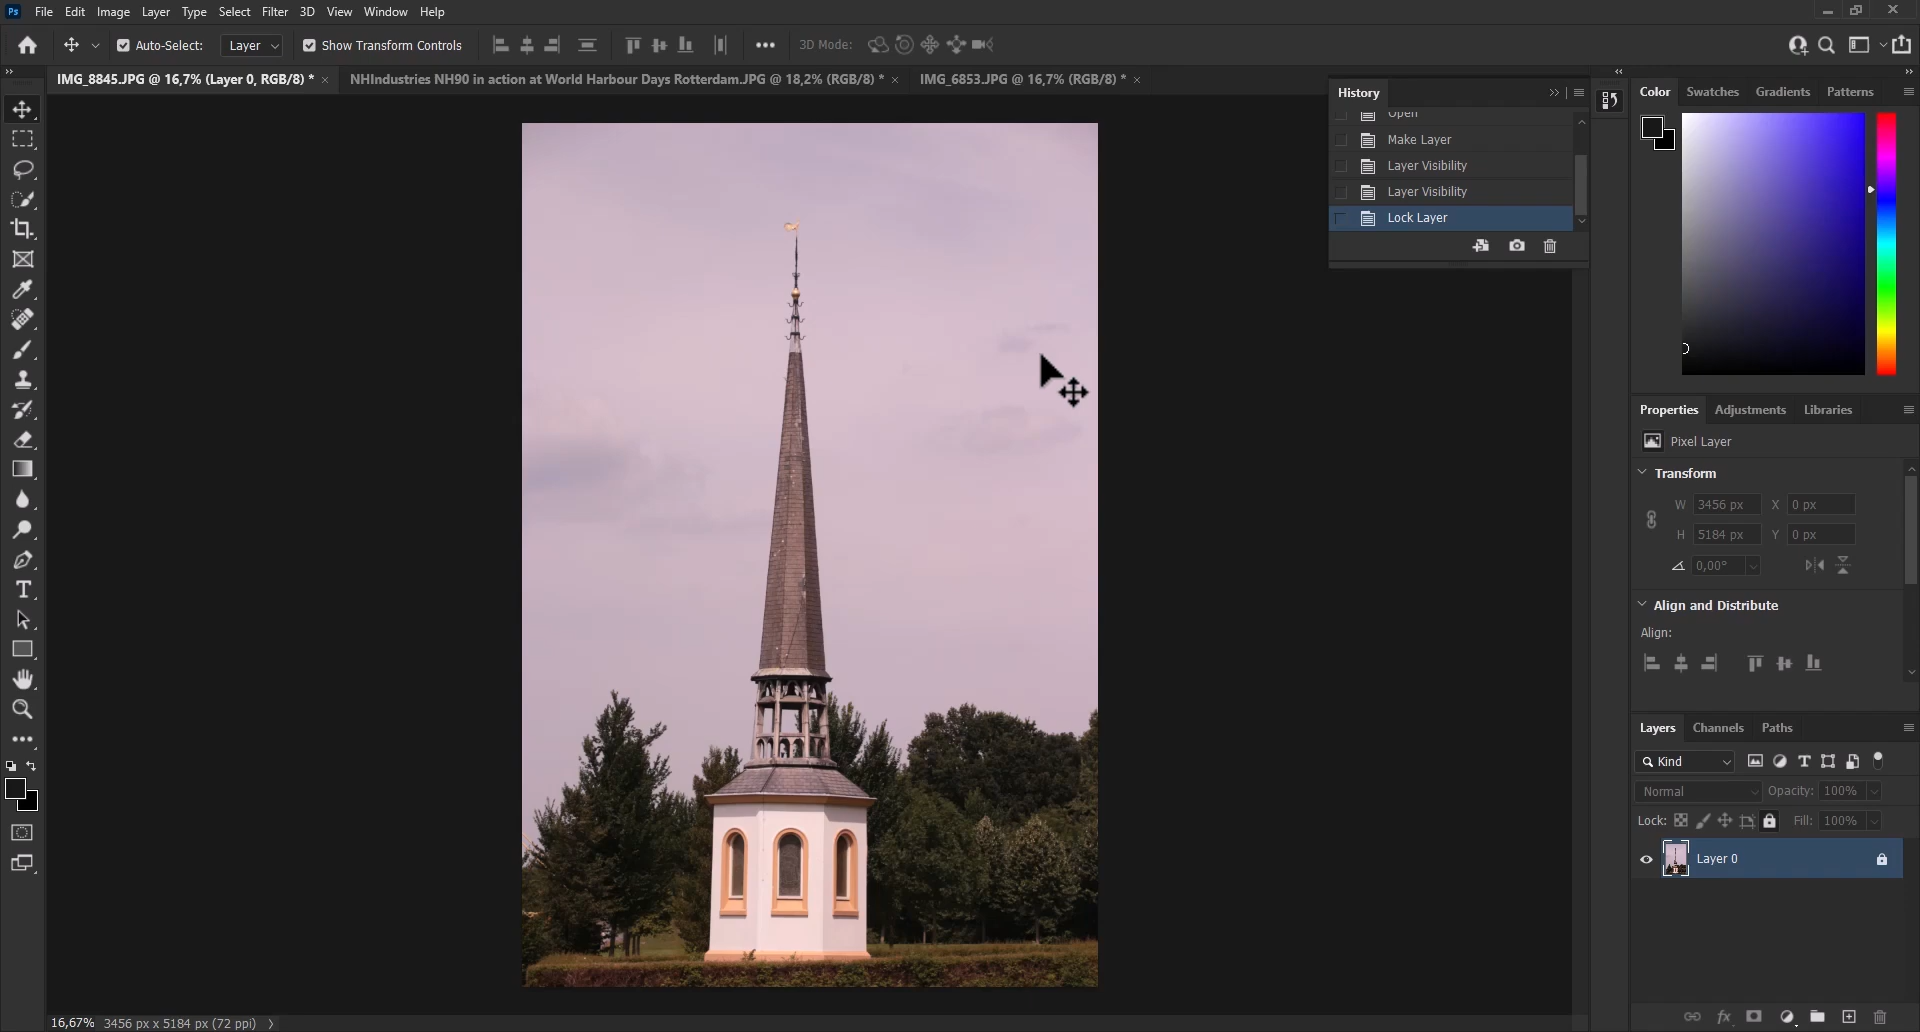 Ps File Edit Image Layer Type Select Filter 3D View Window Help
Auto-Select: Layer Show Transform Controls 3D Mode:
IMG_8845.JPG @ 16,7% (Layer 0, RGB/8) * NHIndustries NH90 in action at World Harbour Days Rotterdam.JPG @ 18,2% (RGB/8) * IMG_6853.JPG @ 16,7% (RGB/8) *
History
Open
Make Layer
Layer Visibility
Layer Visibility
Lock Layer
Color Swatches Gradients Patterns
Properties Adjustments Libraries
Pixel Layer
Transform
W 3456 px X 0 px
H 5184 px Y 0 px
0,00°
Align and Distribute
Align:
Layers Channels Paths
Kind
Normal Opacity: 100%
Lock: Fill: 100%
Layer 0
16,67% 3456 px x 5184 px (72 ppi)